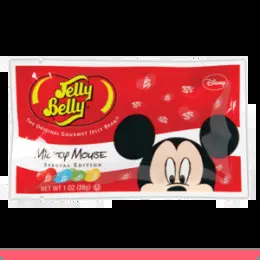 Jelly
Belly
THE ORIGINAL GOURMET JELLY BEAN
Disney
Mickey Mouse
SPECIAL EDITION
NET WT 1 OZ (28g)